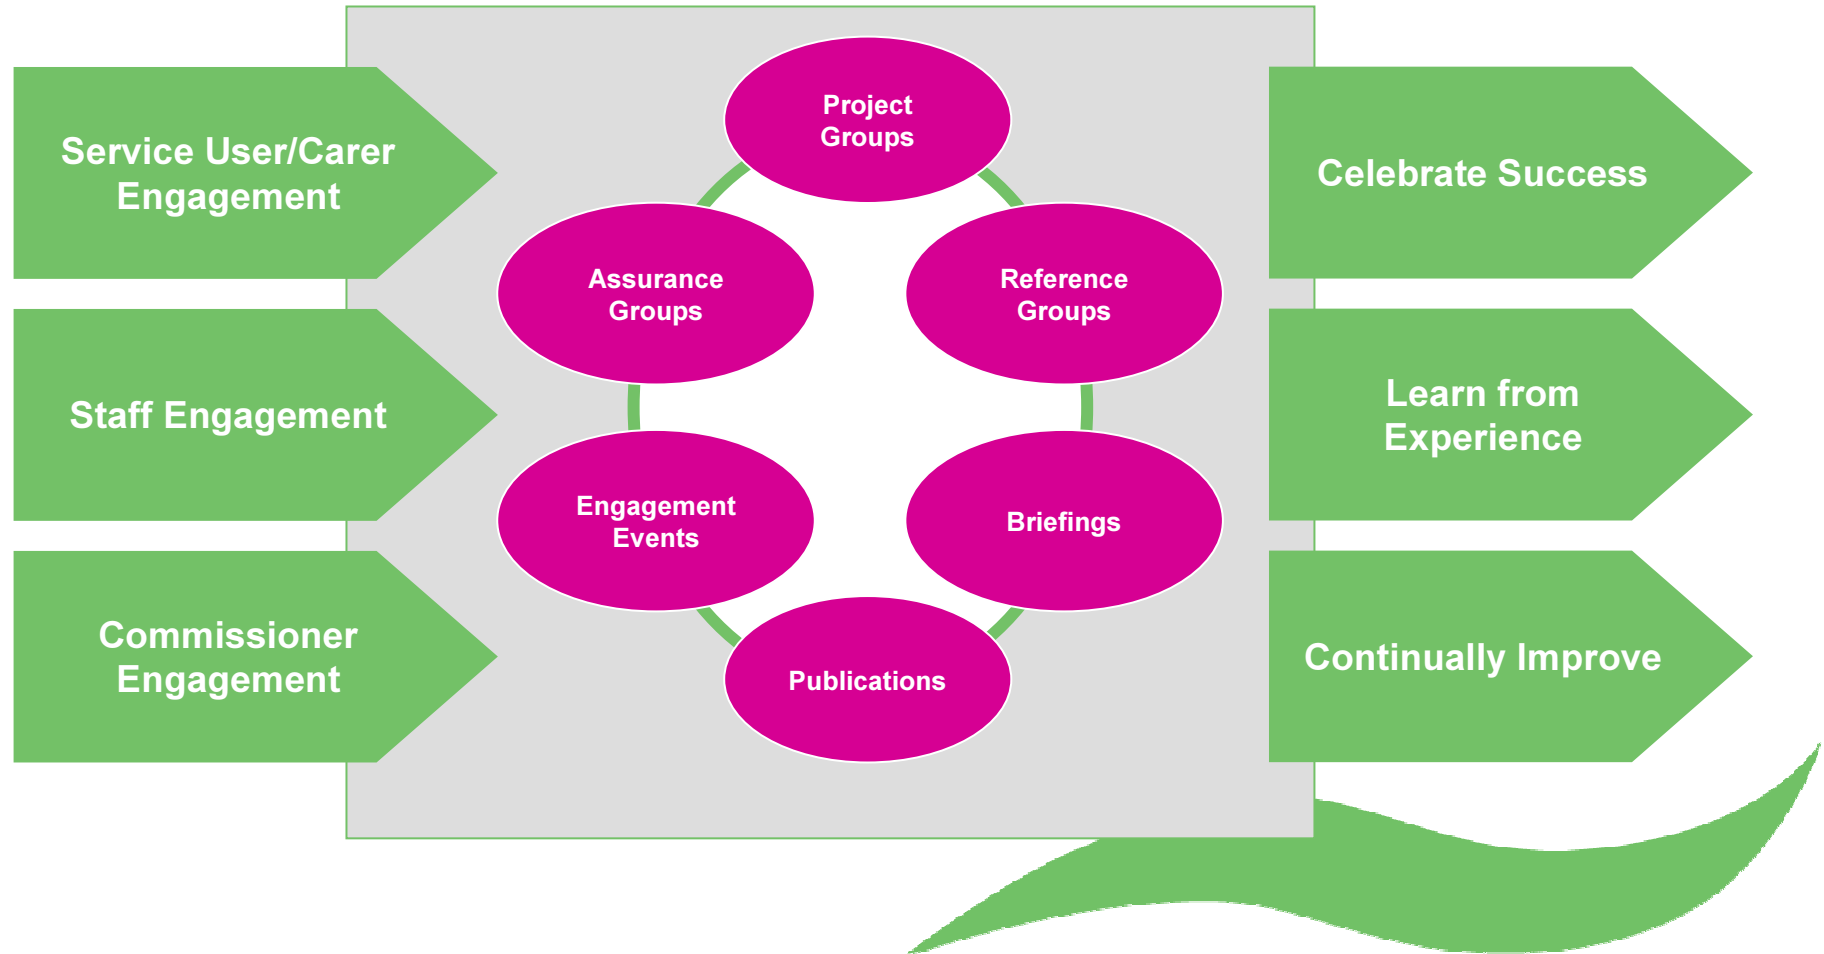 Service User/Carer
Engagement
Staff Engagement
Commissioner
Engagement
Project
Groups
Assurance
Groups
Reference
Groups
Engagement
Events
Briefings
Publications
Celebrate Success
Learn from
Experience
Continually Improve